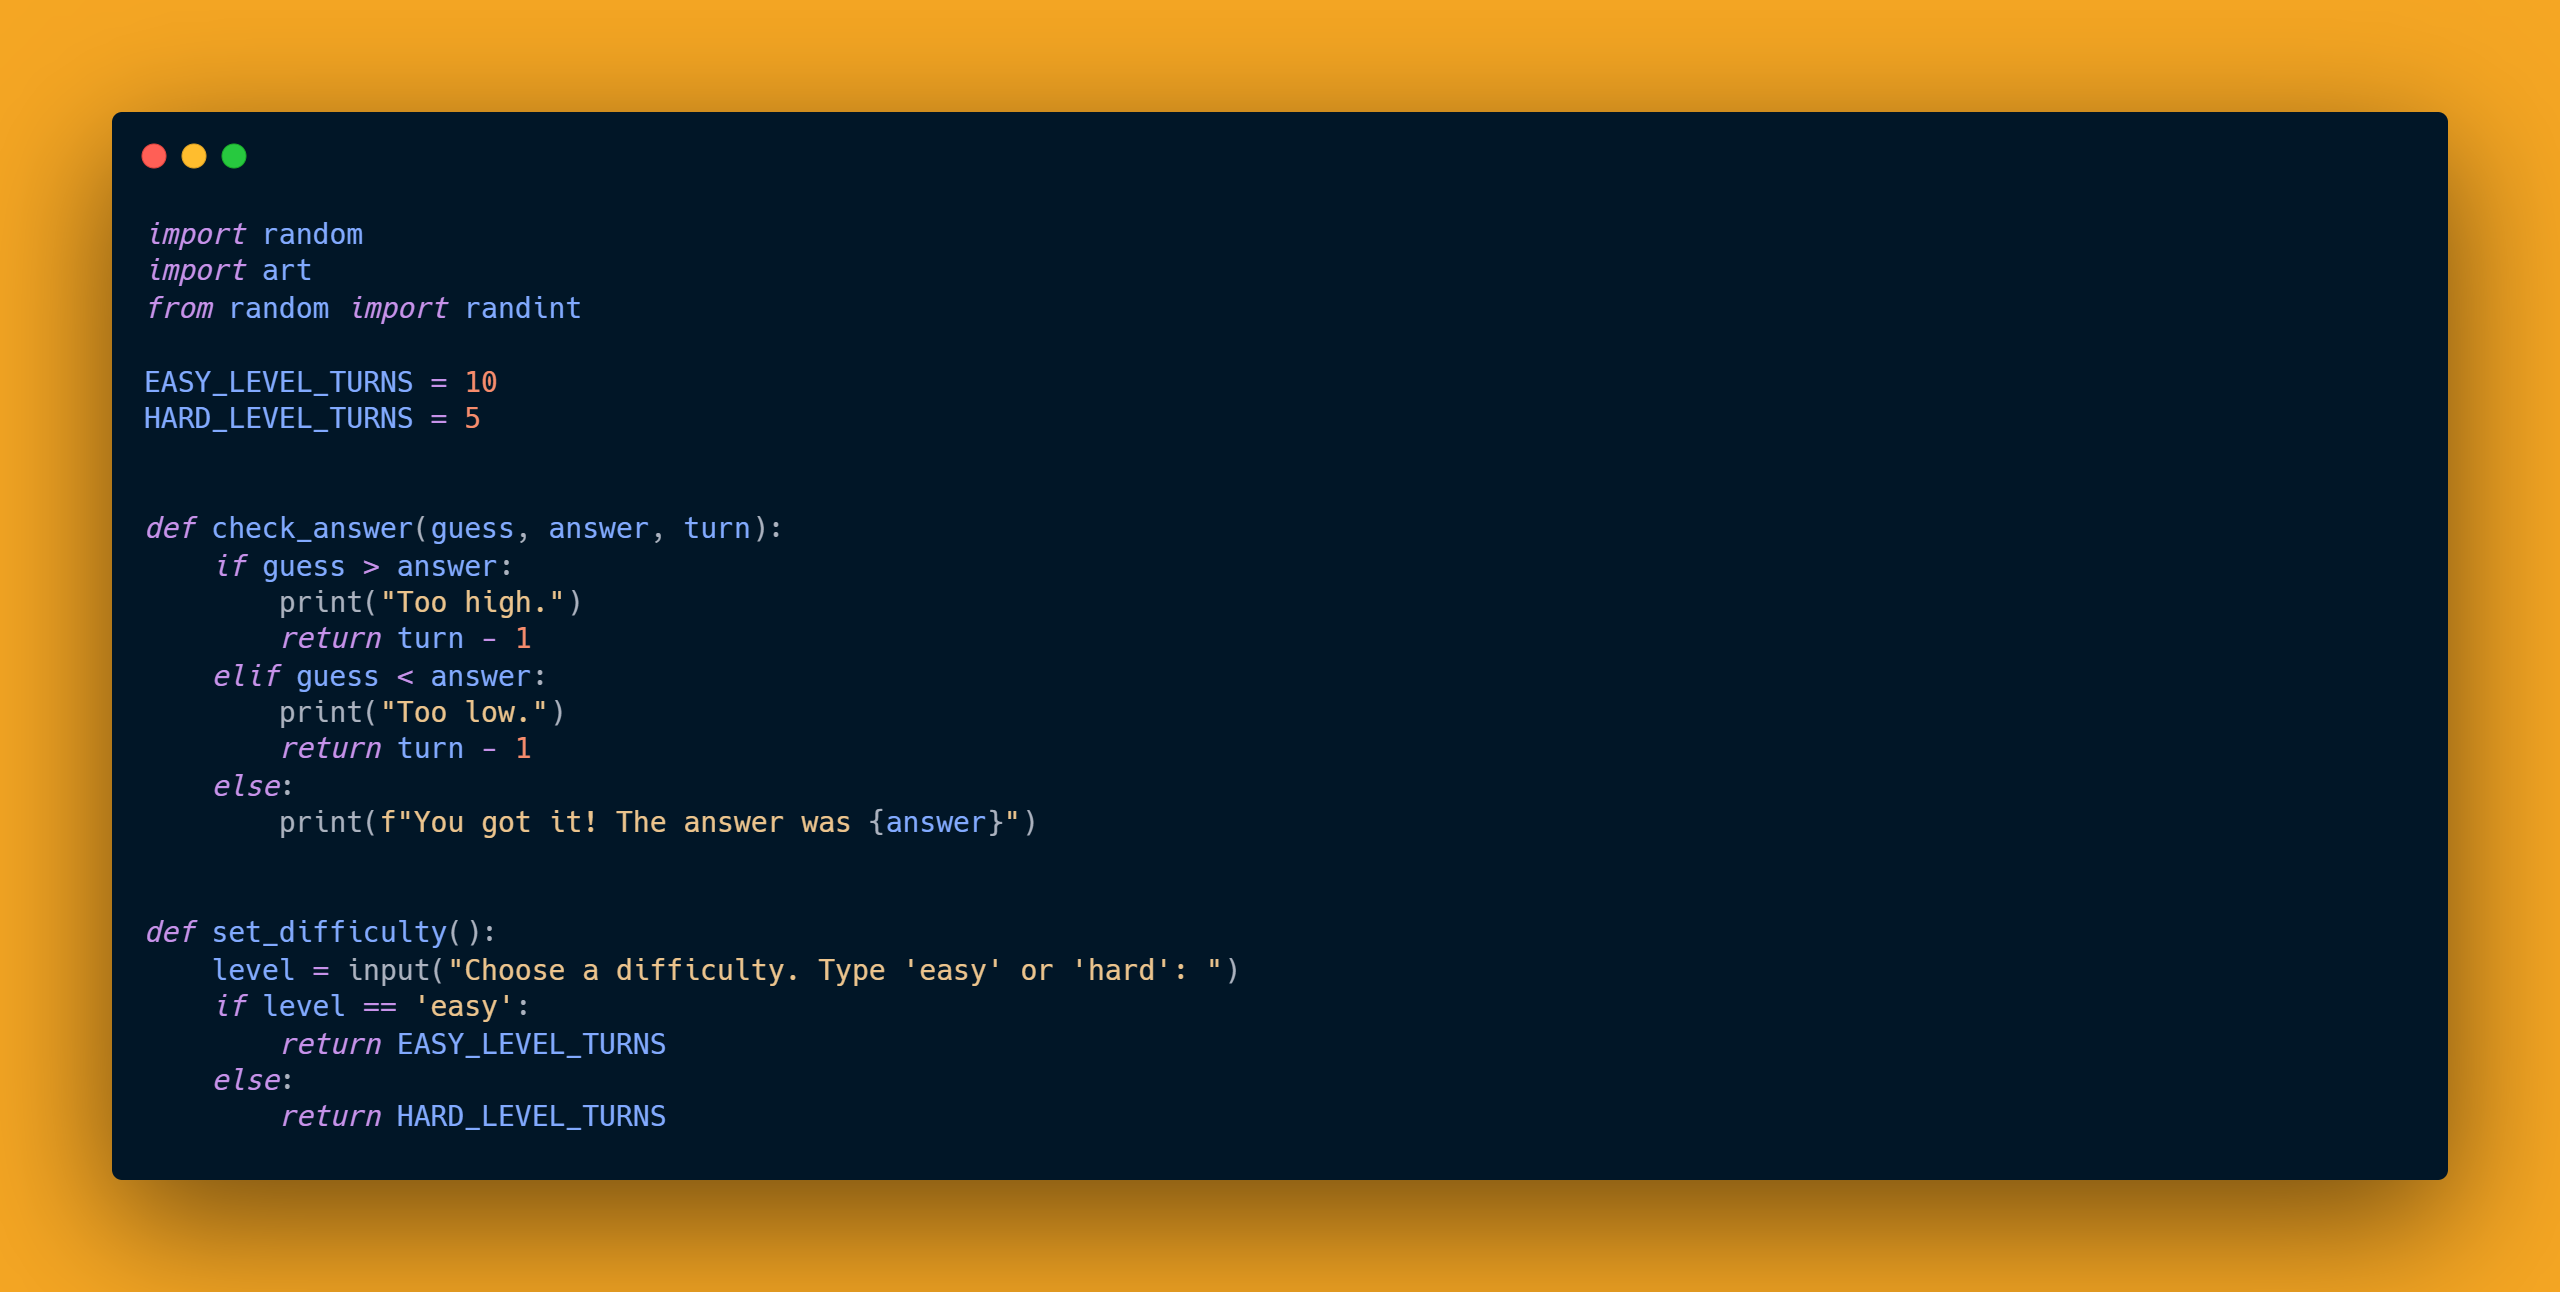 import random
import art
from random import randint

EASY_LEVEL_TURNS = 10
HARD_LEVEL_TURNS = 5


def check_answer(guess, answer, turn):
    if guess > answer:
        print("Too high.")
        return turn - 1
    elif guess < answer:
        print("Too low.")
        return turn - 1
    else:
        print(f"You got it! The answer was {answer}")


def set_difficulty():
    level = input("Choose a difficulty. Type 'easy' or 'hard': ")
    if level == 'easy':
        return EASY_LEVEL_TURNS
    else:
        return HARD_LEVEL_TURNS